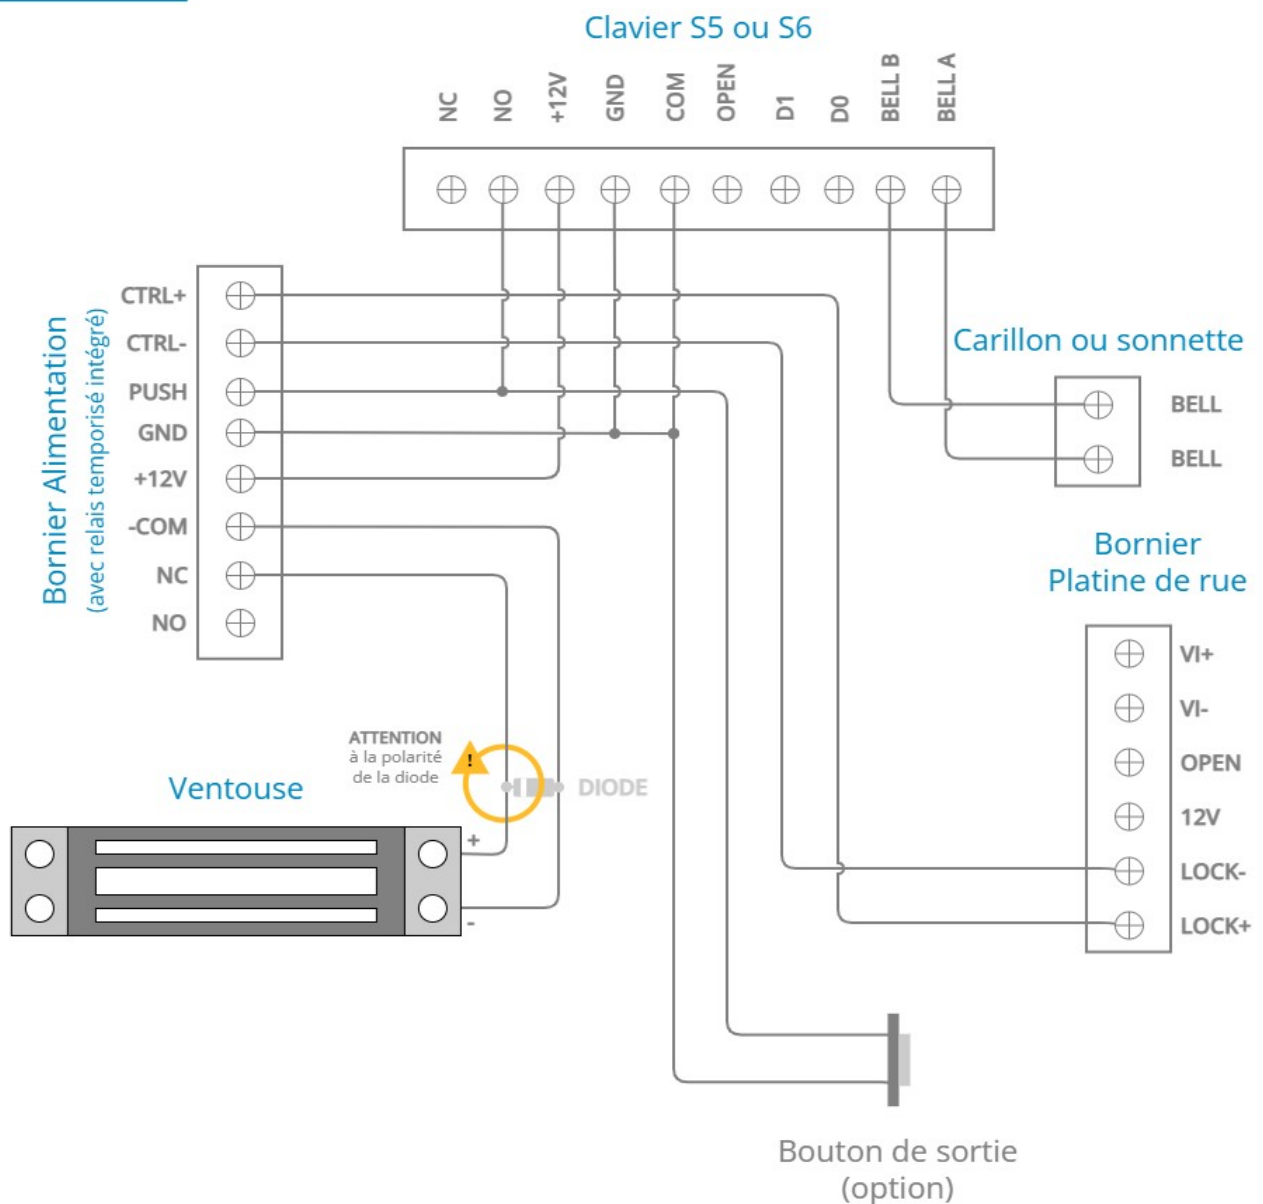 Clavier S5 ou S6
NC
NO
+12V
GND
COM
OPEN
D1
D0
BELL B
BELL A
Bornier Alimentation
(avec relais temporisé intégré)
CTRL+
CTRL-
PUSH
GND
+12V
-COM
NC
NO
Carillon ou sonnette
BELL
BELL
Bornier
Platine de rue
VI+
VI-
OPEN
12V
LOCK-
LOCK+
ATTENTION
à la polarité
de la diode
!
DIODE
Ventouse
+
-
Bouton de sortie
(option)